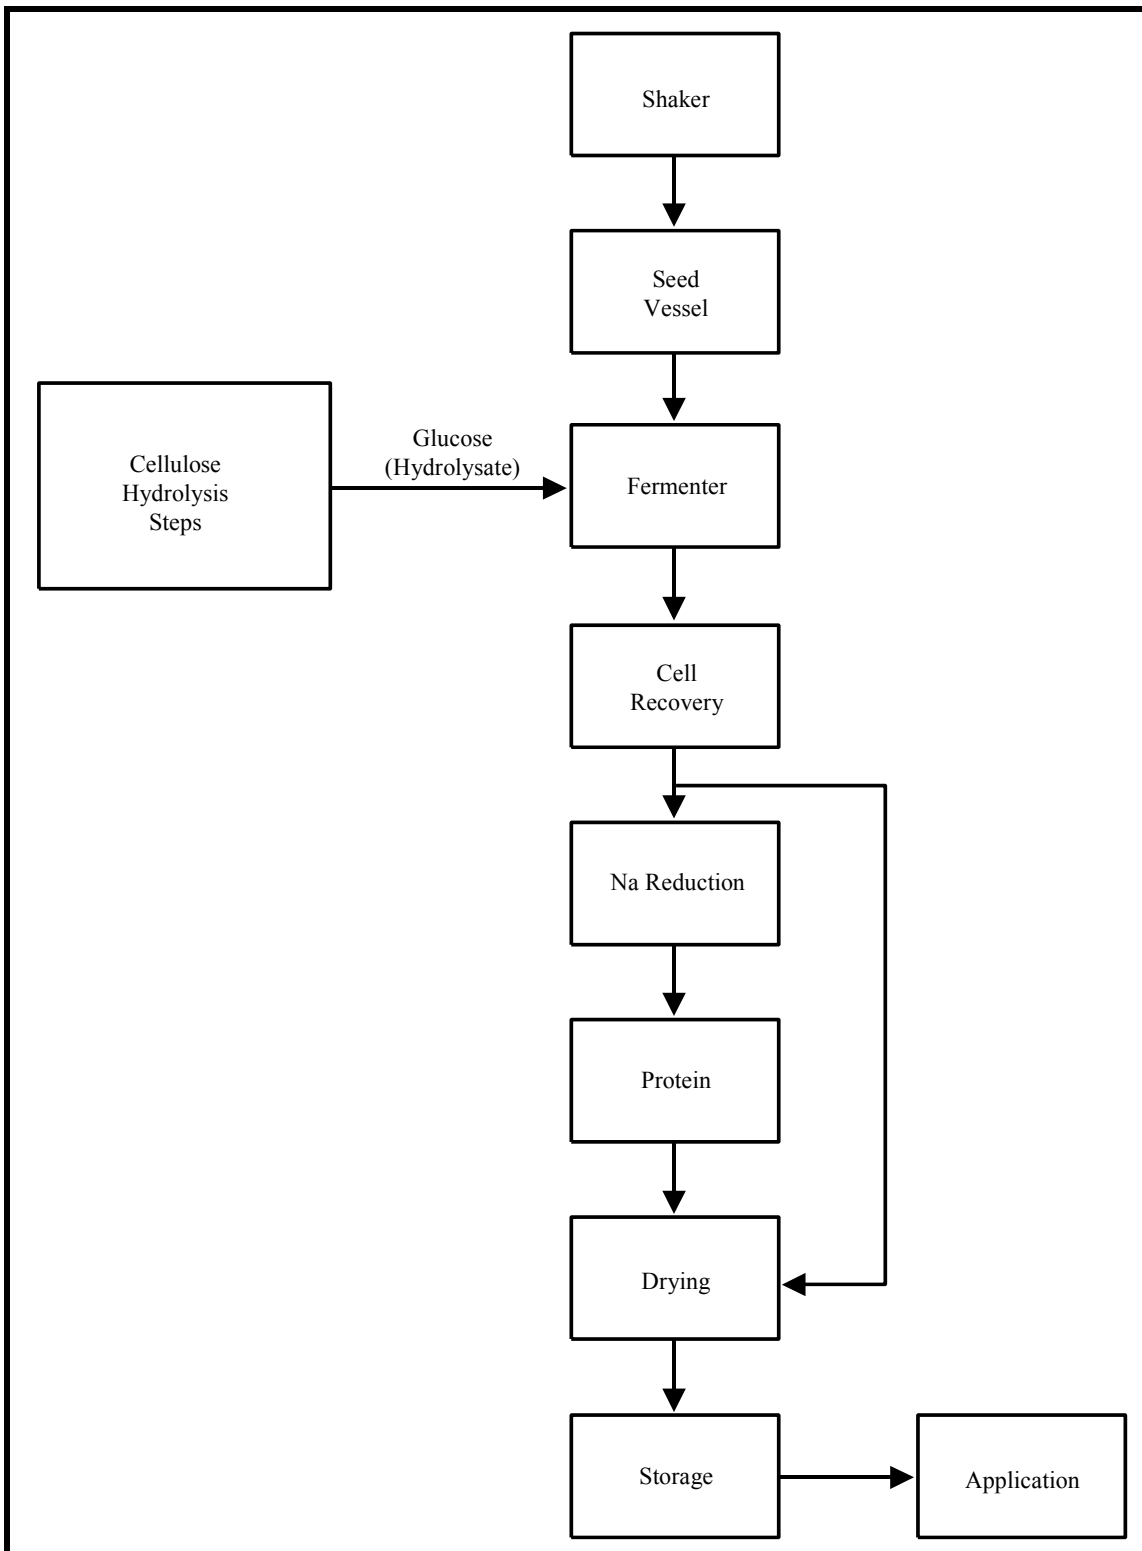 Shaker
Seed
Vessel
Cellulose
Hydrolysis
Steps
Glucose
(Hydrolysate)
Fermenter
Cell
Recovery
Na Reduction
Protein
Drying
Storage
Application